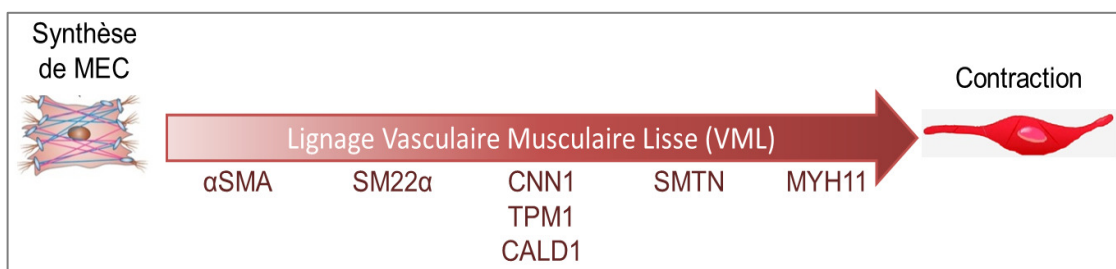 Synthèse
de MEC
Contraction
Lignage Vasculaire Musculaire Lisse (VML)
αSMA SM22α CNN1 SMTN MYH11
TPM1
CALD1